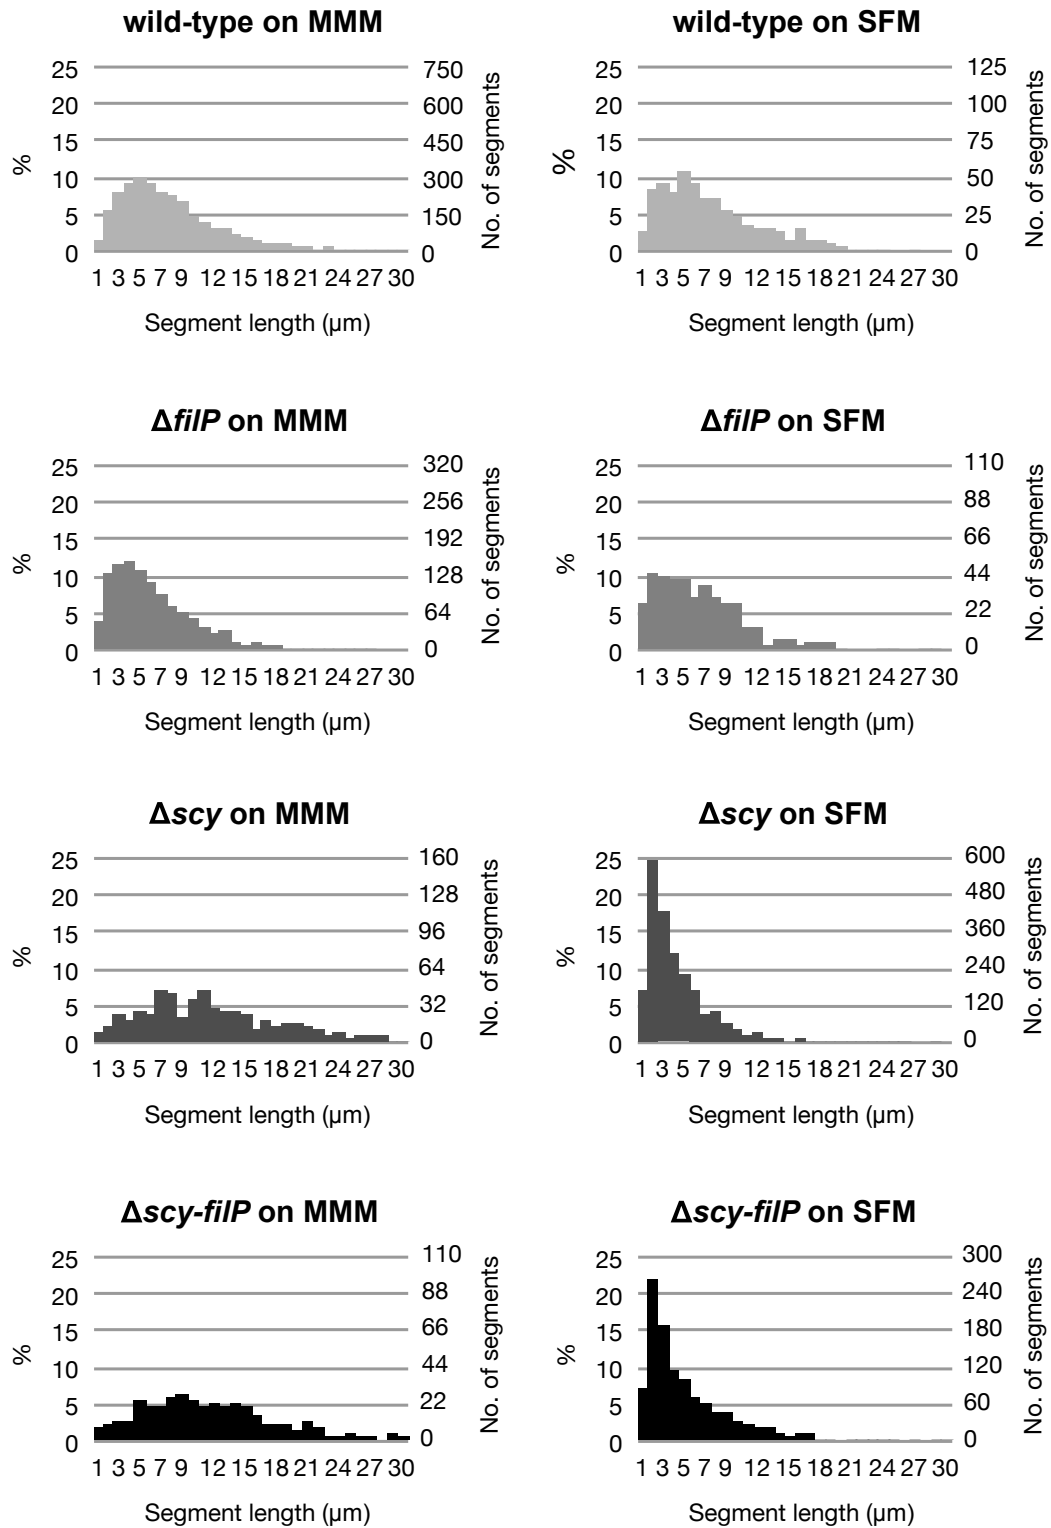 wild-type on MMM
25 750
20 600
15 450
10 300
5 150
0 0
%
No. of segments
1 3 5 7 9 12 15 18 21 24 27 30
Segment length (µm)
wild-type on SFM
25 125
20 100
15 75
10 50
5 25
0 0
%
No. of segments
1 3 5 7 9 12 15 18 21 24 27 30
Segment length (µm)
ΔfilP on MMM
25 320
20 256
15 192
10 128
5 64
0 0
%
No. of segments
1 3 5 7 9 12 15 18 21 24 27 30
Segment length (µm)
ΔfilP on SFM
25 110
20 88
15 66
10 44
5 22
0 0
%
No. of segments
1 3 5 7 9 12 15 18 21 24 27 30
Segment length (µm)
Δscy on MMM
25 160
20 128
15 96
10 64
5 32
0 0
%
No. of segments
1 3 5 7 9 12 15 18 21 24 27 30
Segment length (µm)
Δscy on SFM
25 600
20 480
15 360
10 240
5 120
0 0
%
No. of segments
1 3 5 7 9 12 15 18 21 24 27 30
Segment length (µm)
Δscy-filP on MMM
25 110
20 88
15 66
10 44
5 22
0 0
%
No. of segments
1 3 5 7 9 12 15 18 21 24 27 30
Segment length (µm)
Δscy-filP on SFM
25 300
20 240
15 180
10 120
5 60
0 0
%
No. of segments
1 3 5 7 9 12 15 18 21 24 27 30
Segment length (µm)